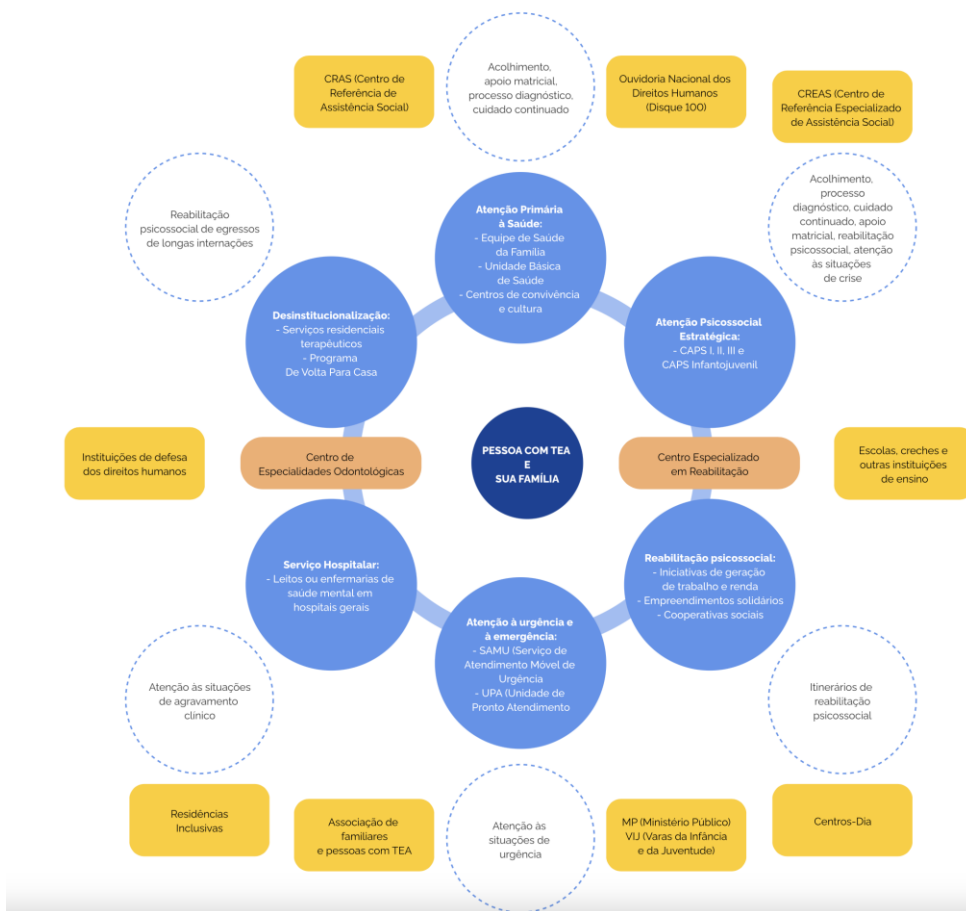 CRAS (Centro de
Referência de
Assistência Social)
Acolhimento,
apoio matricial,
processo diagnóstico,
cuidado continuado
Ouvidoria Nacional dos
Direitos Humanos
(Disque 100)
CREAS (Centro de
Referência Especializado
de Assistência Social)
Reabilitação
psicossocial de egressos
de longas internações
Atenção Primária
à Saúde:
- Equipe de Saúde
da Família
- Unidade Básica
de Saúde
- Centros de convivência
e cultura
Acolhimento,
processo
diagnóstico, cuidado
continuado, apoio
matricial, reabilitação
psicossocial, atenção
às situações
de crise
Desinstitucionalização:
- Serviços residenciais
terapêuticos
- Programa
De Volta Para Casa
Atenção Psicossocial
Estratégica:
- CAPS I, II, III e
CAPS Infantojuvenil
Instituições de defesa
dos direitos humanos
Centro de
Especialidades Odontológicas
PESSOA COM TEA
E
SUA FAMÍLIA
Centro Especializado
em Reabilitação
Escolas, creches e
outras instituições
de ensino
Serviço Hospitalar:
- Leitos ou enfermarias de
saúde mental em
hospitais gerais
Atenção à urgência e
à emergência:
- SAMU (Serviço de
Atendimento Móvel de
Urgência
- UPA (Unidade de
Pronto Atendimento
Reabilitação psicossocial:
- Iniciativas de geração
de trabalho e renda
- Empreendimentos solidários
- Cooperativas sociais
Atenção às situações
de agravamento
clínico
Itinerários de
reabilitação
psicossocial
Residências
Inclusivas
Associação de
familiares
e pessoas com TEA
Atenção às
situações de
urgência
MP (Ministério Público)
VIJ (Varas da Infância
e da Juventude)
Centros-Dia